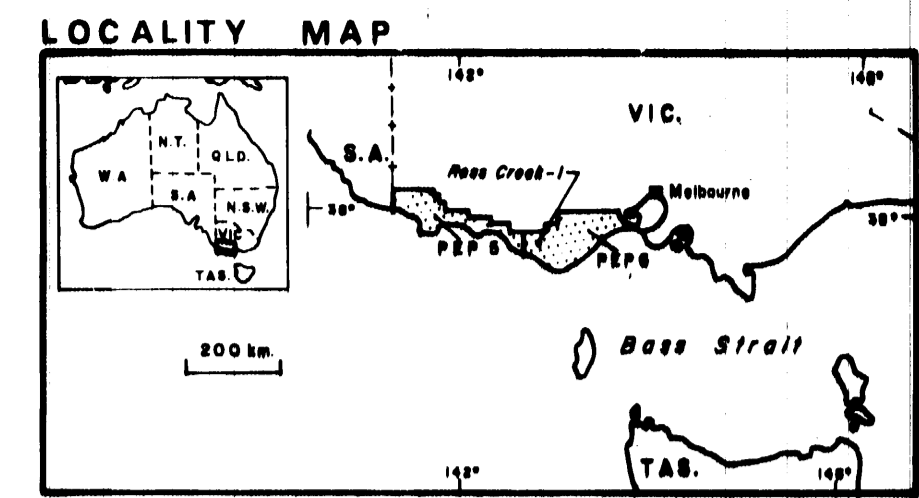 LOCALITY MAP
142°
VIC.
S.A.
Ross Creek-1
Melbourne
38°
38°
PEP 5
PEP 6
N.T.
W A
QLD.
S.A
N.S.W.
VIC
TAS.
200 km.
Bass Strait
142°
TAS.